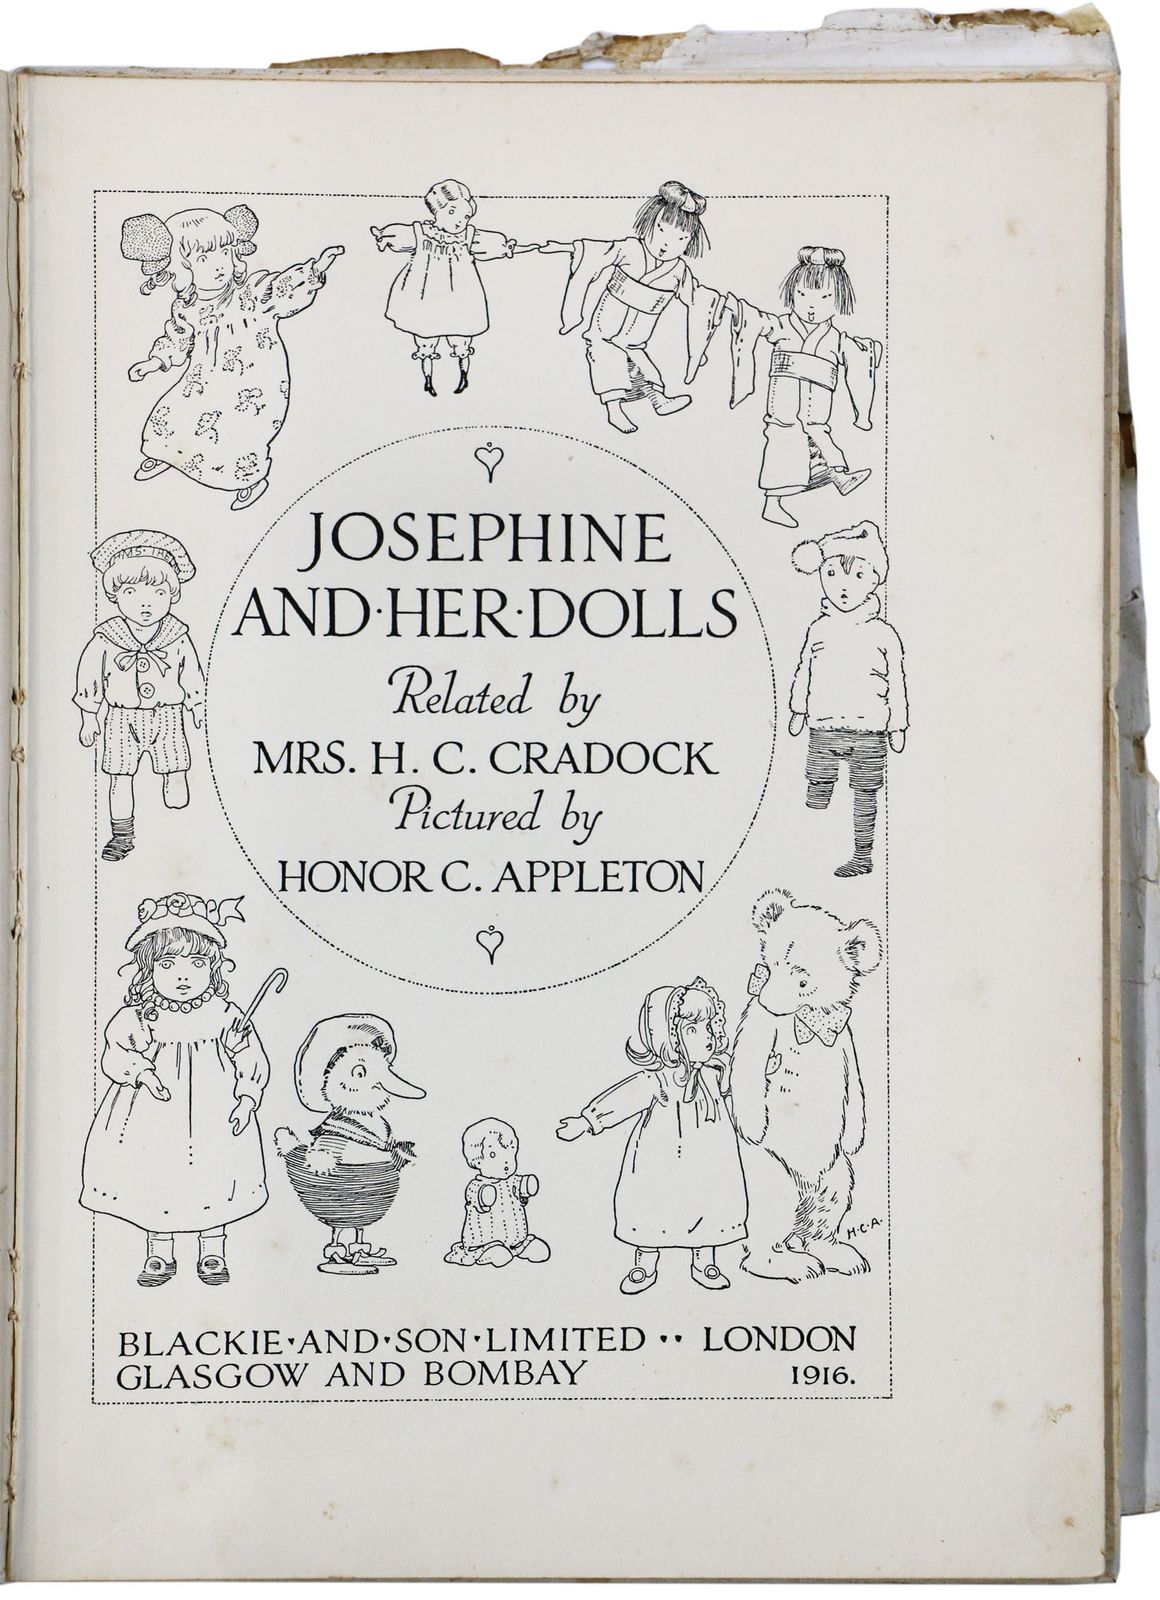 JOSEPHINE
AND·HER·DOLLS
Related by
MRS. H. C. CRADOCK
Pictured by
HONOR C. APPLETON
H·C·A·
BLACKIE·AND·SON·LIMITED ·· LONDON
GLASGOW AND BOMBAY 1916.